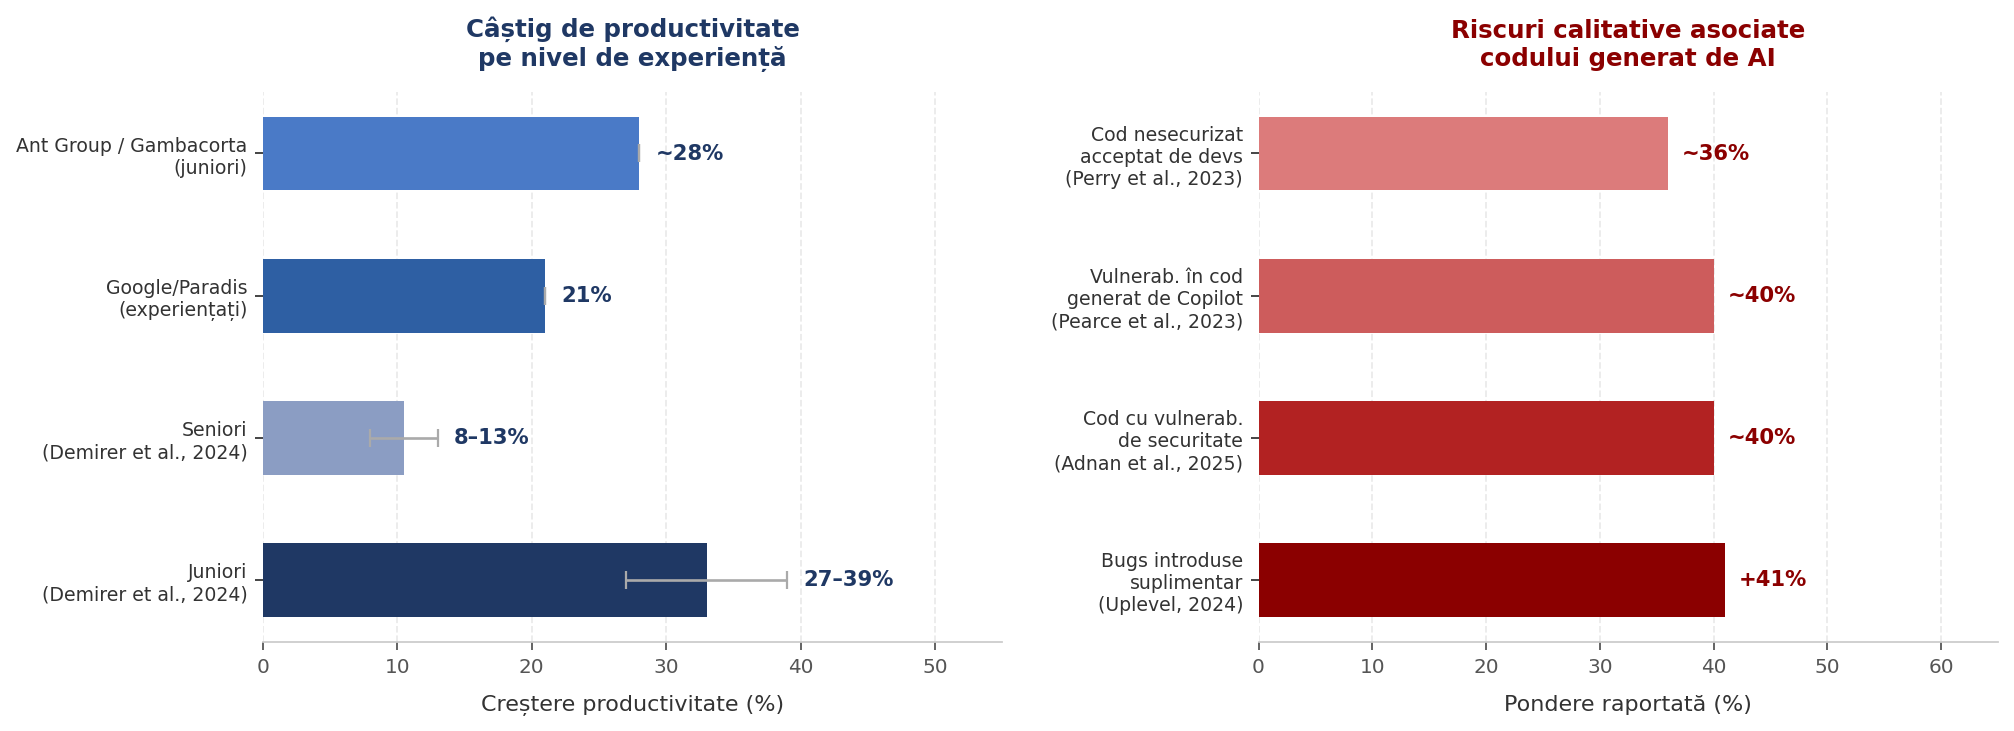 Câștig de productivitate
pe nivel de experiență
Ant Group / Gambacorta
(juniori)
~28%
Google/Paradis
(experiențați)
21%
Seniori
(Demirer et al., 2024)
8–13%
Juniori
(Demirer et al., 2024)
27–39%
0 10 20 30 40 50
Creștere productivitate (%)
Riscuri calitative asociate
codului generat de AI
Cod nesecurizat
acceptat de devs
(Perry et al., 2023)
~36%
Vulnerab. în cod
generat de Copilot
(Pearce et al., 2023)
~40%
Cod cu vulnerab.
de securitate
(Adnan et al., 2025)
~40%
Bugs introduse
suplimentar
(Uplevel, 2024)
+41%
0 10 20 30 40 50 60
Pondere raportată (%)